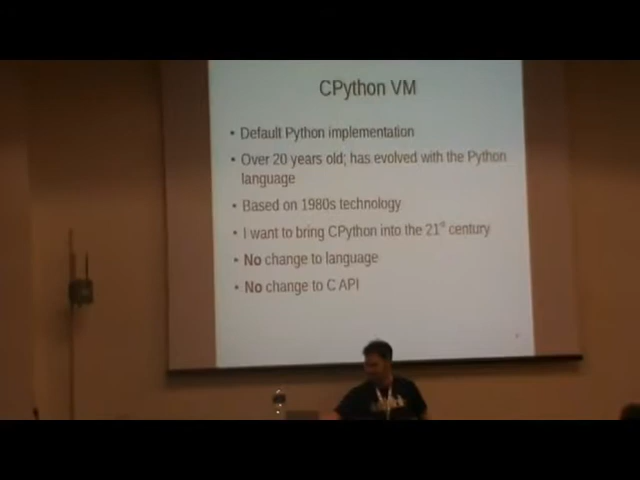 CPython VM
• Default Python implementation
• Over 20 years old; has evolved with the Python
language
• Based on 1980s technology
• I want to bring CPython into the 21st century
• No change to language
• No change to C API